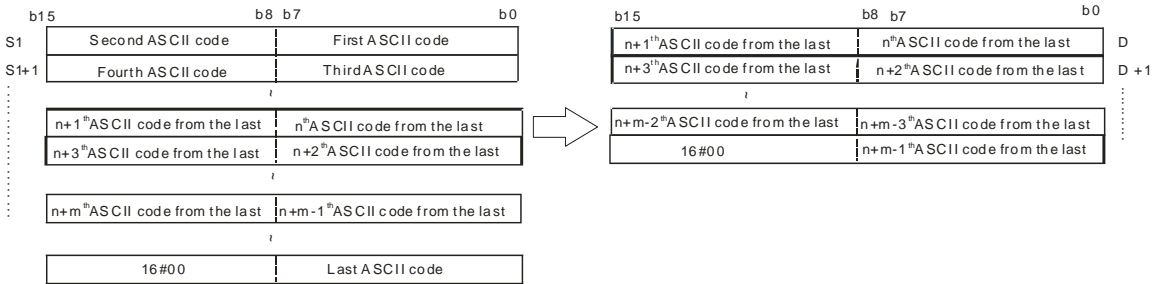 b15 b8 b7 b0
S1 Second ASCII code First ASCII code
S1+1 Fourth ASCII code Third ASCII code
n+1thASCII code from the last nthASCII code from the last
n+3thASCII code from the last n+2thASCII code from the last
n+mthASCII code from the last n+m-1thASCII code from the last
16#00 Last ASCII code
b15 b8 b7 b0
n+1thASCII code from the last nthASCII code from the last D
n+3thASCII code from the last n+2thASCII code from the last D +1
n+m-2thASCII code from the last n+m-3thASCII code from the last
16#00 n+m-1thASCII code from the last